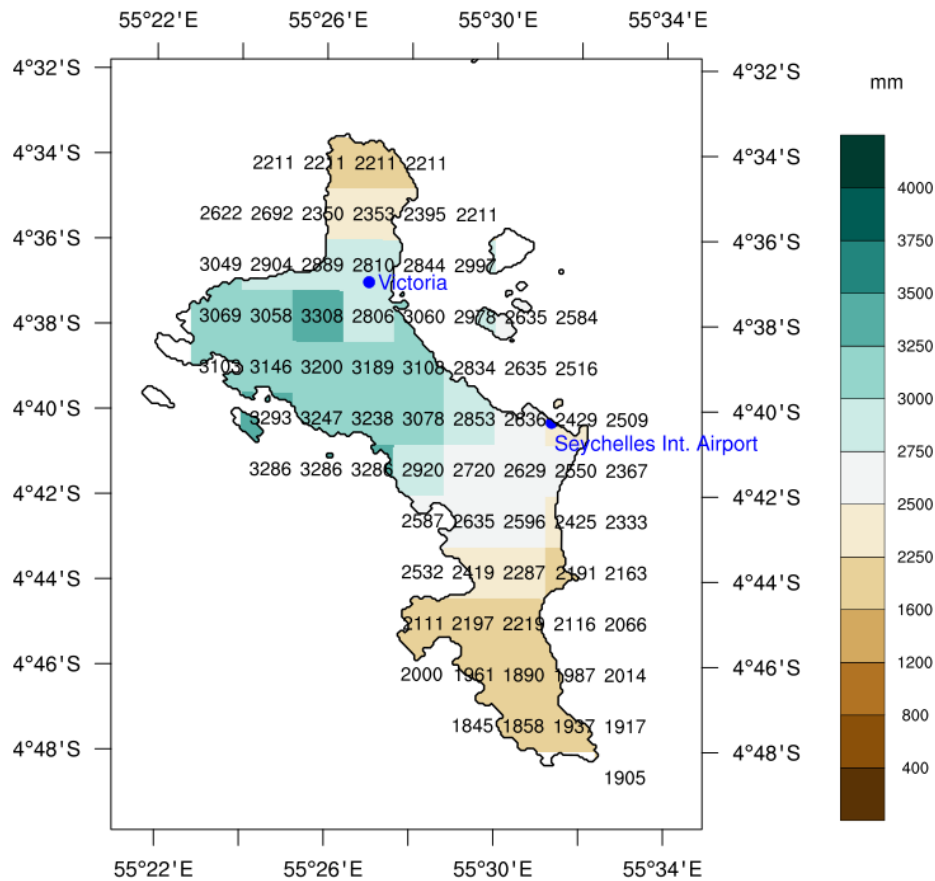 55°22'E 55°26'E 55°30'E 55°34'E
4°32'S 4°32'S
mm
4°34'S 2211 2211 2211 2211 4°34'S
4000
2622 2692 2350 2353 2395 2211
4°36'S 4°36'S
3750
3049 2904 2889 2810 2844 2997
Victoria
3500
4°38'S 3069 3058 3308 2806 3060 2978 2635 2584 4°38'S
3250
3103 3146 3200 3189 3108 2834 2635 2516
3000
4°40'S 3293 3247 3238 3078 2853 2836 2429 2509 4°40'S
Seychelles Int. Airport
2750
3286 3286 3286 2920 2720 2629 2550 2367
4°42'S 4°42'S
2500
2587 2635 2596 2425 2333
2250
4°44'S 2532 2419 2287 2191 2163 4°44'S
1600
2111 2197 2219 2116 2066
4°46'S 4°46'S
1200
2000 1961 1890 1987 2014
800
1845 1858 1937 1917
4°48'S 4°48'S
400
1905
55°22'E 55°26'E 55°30'E 55°34'E